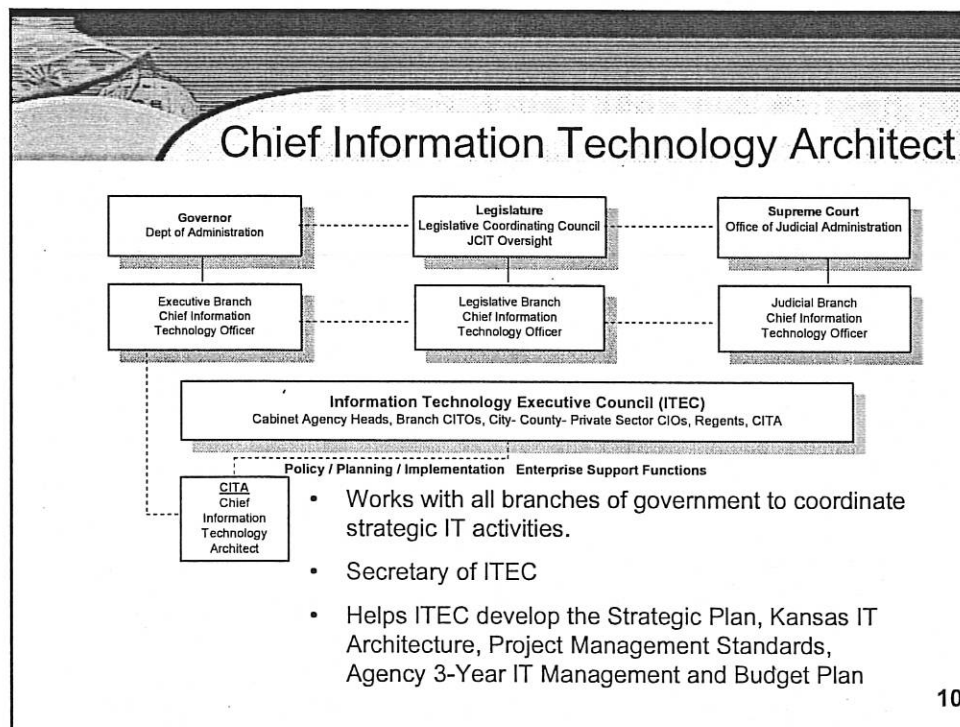 Chief Information Technology Architect
Governor
Dept of Administration
Legislature
Legislative Coordinating Council
JCIT Oversight
Supreme Court
Office of Judicial Administration
Executive Branch
Chief Information
Technology Officer
Legislative Branch
Chief Information
Technology Officer
Judicial Branch
Chief Information
Technology Officer
Information Technology Executive Council (ITEC)
Cabinet Agency Heads, Branch CITOs, City- County- Private Sector CIOs, Regents, CITA
Policy / Planning / Implementation Enterprise Support Functions
CITA
Chief
Information
Technology
Architect
• Works with all branches of government to coordinate
strategic IT activities.
• Secretary of ITEC
• Helps ITEC develop the Strategic Plan, Kansas IT
Architecture, Project Management Standards,
Agency 3-Year IT Management and Budget Plan
10